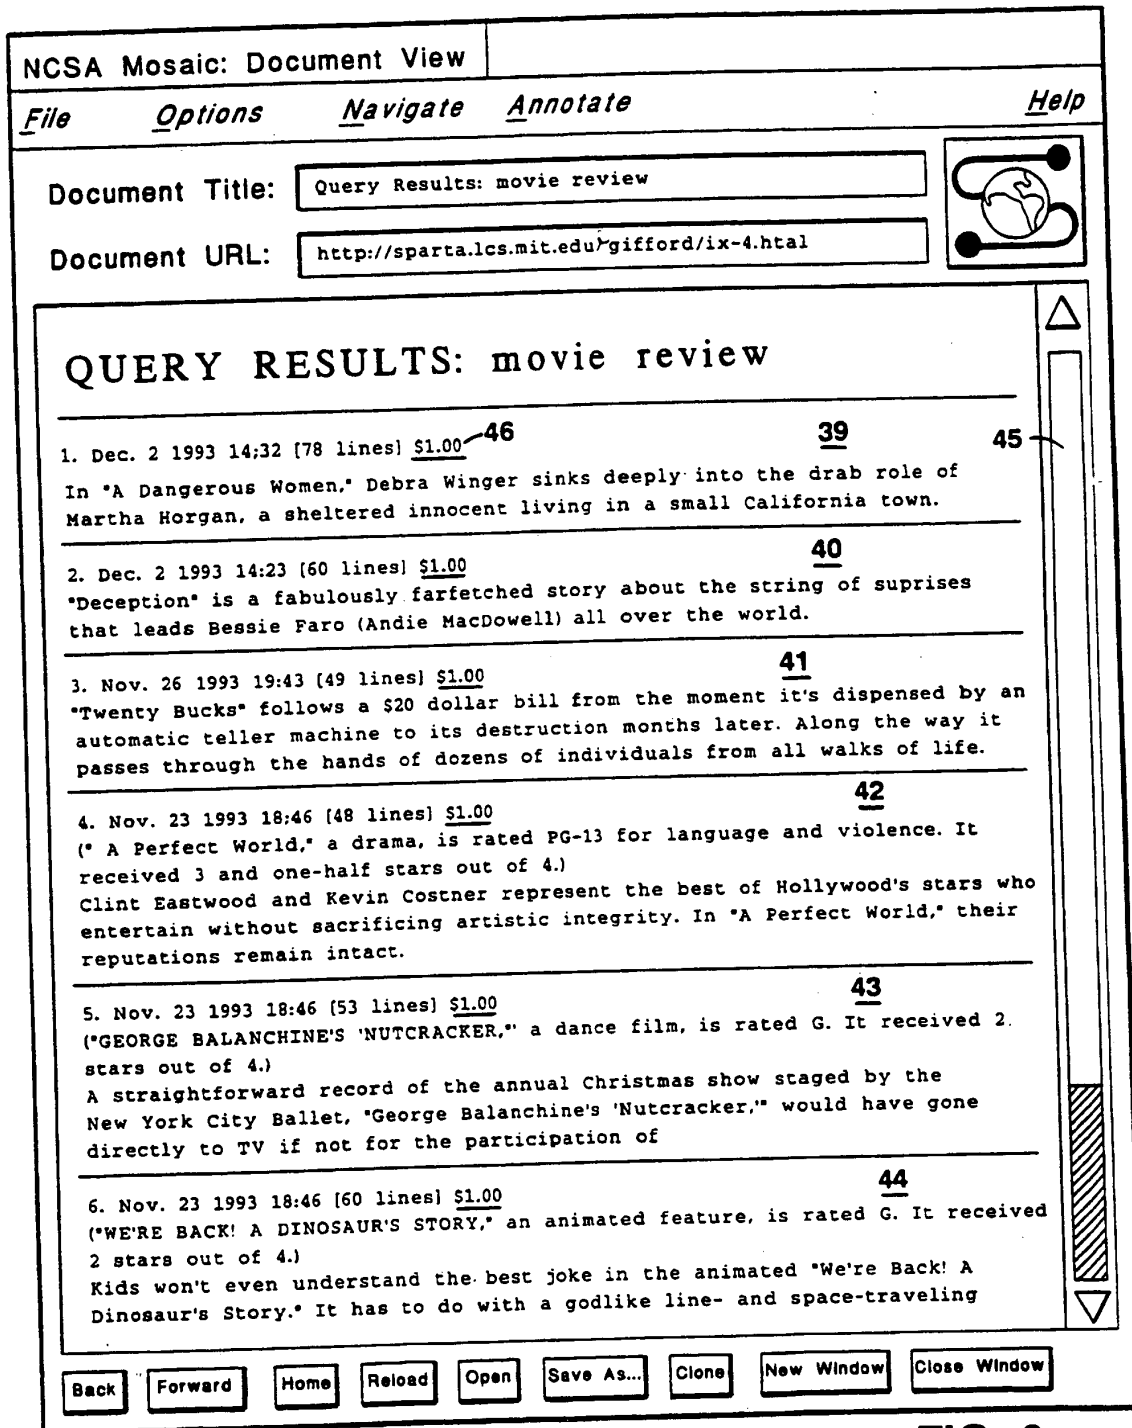 NCSA Mosaic: Document View
File Options Navigate Annotate Help
Document Title: Query Results: movie review
Document URL: http://sparta.lcs.mit.edu/gifford/ix-4.htal
QUERY RESULTS: movie review
1. Dec. 2 1993 14;32 [78 lines] $1.00 46 39 45
In "A Dangerous Women," Debra Winger sinks deeply into the drab role of
Martha Horgan, a sheltered innocent living in a small California town.
2. Dec. 2 1993 14:23 [60 lines] $1.00 40
"Deception" is a fabulously farfetched story about the string of suprises
that leads Bessie Faro (Andie MacDowell) all over the world.
3. Nov. 26 1993 19:43 [49 lines] $1.00 41
"Twenty Bucks" follows a $20 dollar bill from the moment it's dispensed by an
automatic teller machine to its destruction months later. Along the way it
passes through the hands of dozens of individuals from all walks of life.
4. Nov. 23 1993 18:46 [48 lines] $1.00 42
(" A Perfect World," a drama, is rated PG-13 for language and violence. It
received 3 and one-half stars out of 4.)
Clint Eastwood and Kevin Costner represent the best of Hollywood's stars who
entertain without sacrificing artistic integrity. In "A Perfect World," their
reputations remain intact.
5. Nov. 23 1993 18:46 [53 lines] $1.00 43
("GEORGE BALANCHINE'S 'NUTCRACKER,"' a dance film, is rated G. It received 2
stars out of 4.)
A straightforward record of the annual Christmas show staged by the
New York City Ballet, "George Balanchine's 'Nutcracker,'" would have gone
directly to TV if not for the participation of
6. Nov. 23 1993 18:46 [60 lines] $1.00 44
("WE'RE BACK! A DINOSAUR'S STORY," an animated feature, is rated G. It received
2 stars out of 4.)
Kids won't even understand the best joke in the animated "We're Back! A
Dinosaur's Story." It has to do with a godlike line- and space-traveling
Back Forward Home Reload Open Save As... Clone New Window Close Window